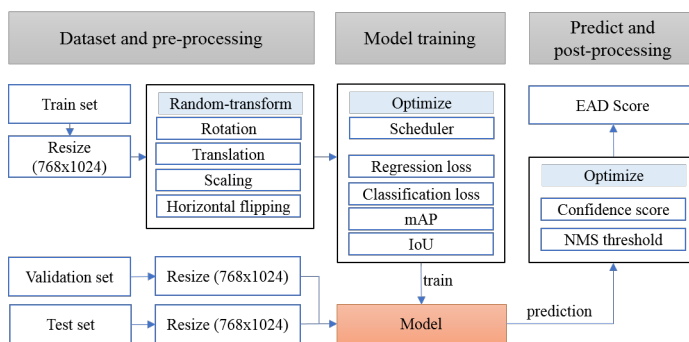 Dataset and pre-processing
Model training
Predict and
post-processing
Train set
Resize
(768x1024)
Random-transform
Rotation
Translation
Scaling
Horizontal flipping
Optimize
Scheduler
Regression loss
Classification loss
mAP
IoU
EAD Score
Optimize
Confidence score
NMS threshold
Validation set
Resize (768x1024)
Test set
Resize (768x1024)
train
Model
prediction